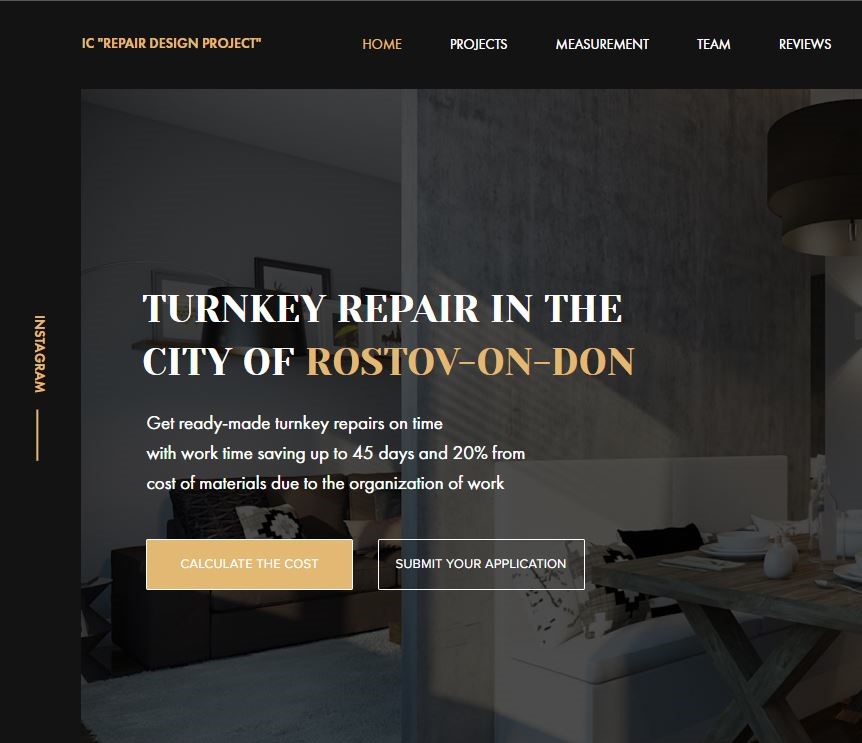 IC "REPAIR DESIGN PROJECT"
HOME
PROJECTS
MEASUREMENT
TEAM
REVIEWS
INSTAGRAM
TURNKEY REPAIR IN THE
CITY OF ROSTOV-ON-DON
Get ready-made turnkey repairs on time
with work time saving up to 45 days and 20% from
cost of materials due to the organization of work
CALCULATE THE COST
SUBMIT YOUR APPLICATION